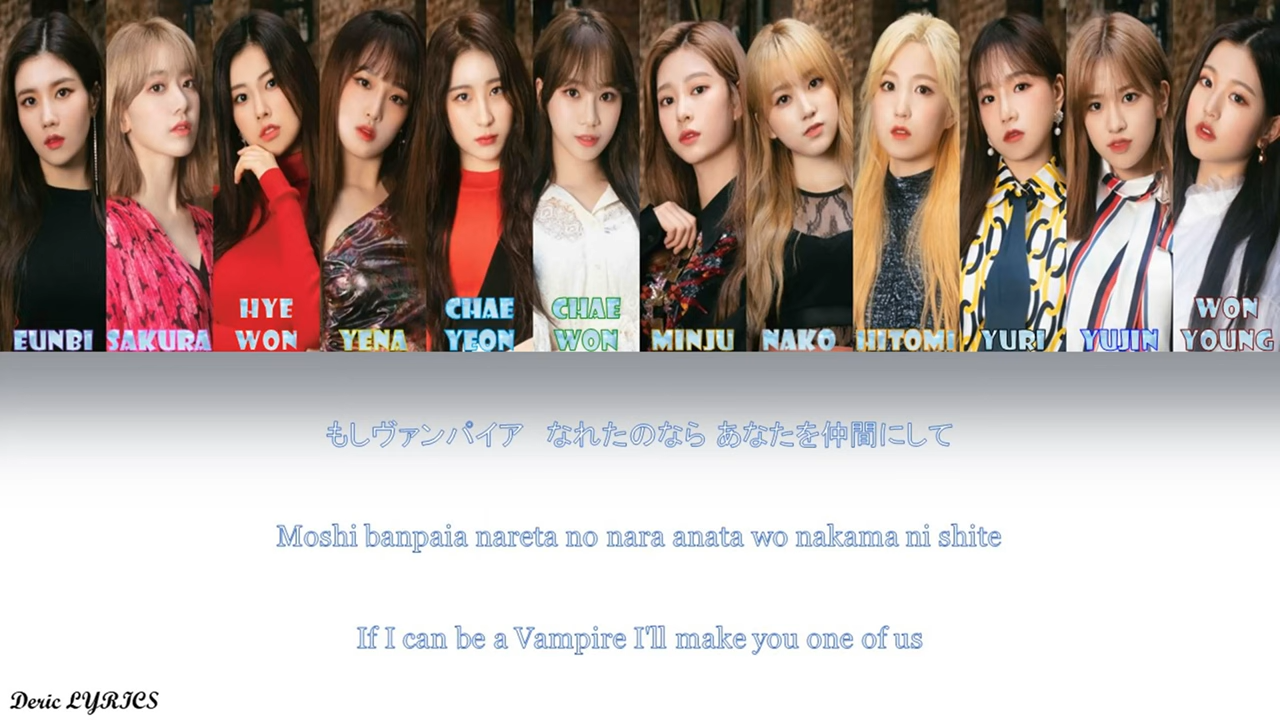 EUNBI
SAKURA
HYE
WON
YENA
CHAE
YEON
CHAE
WON
MINJU
NAKO
HITOMI
YURI
YUJIN
WON
YOUNG
もしヴァンパイア なれたのなら あなたを仲間にして
Moshi banpaia nareta no nara anata wo nakama ni shite
If I can be a Vampire I'll make you one of us
Deric LYRICS